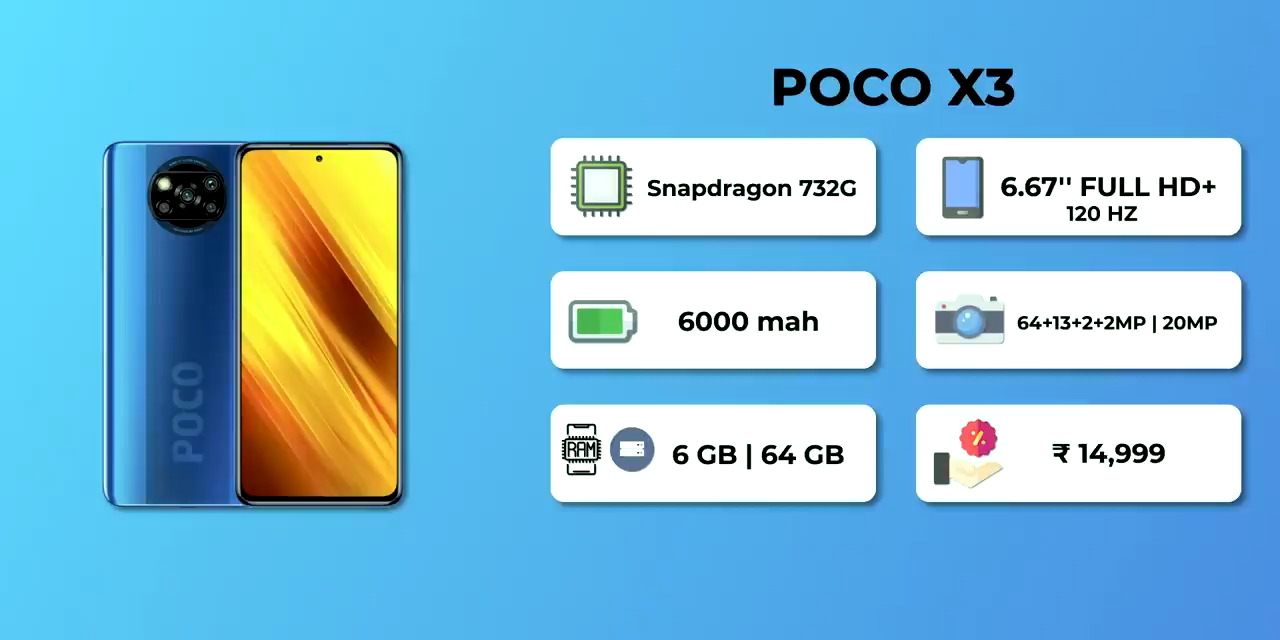 POCO X3
Snapdragon 732G
6.67'' FULL HD+
120 HZ
6000 mah
64+13+2+2MP | 20MP
RAM
6 GB | 64 GB
₹ 14,999
POCO